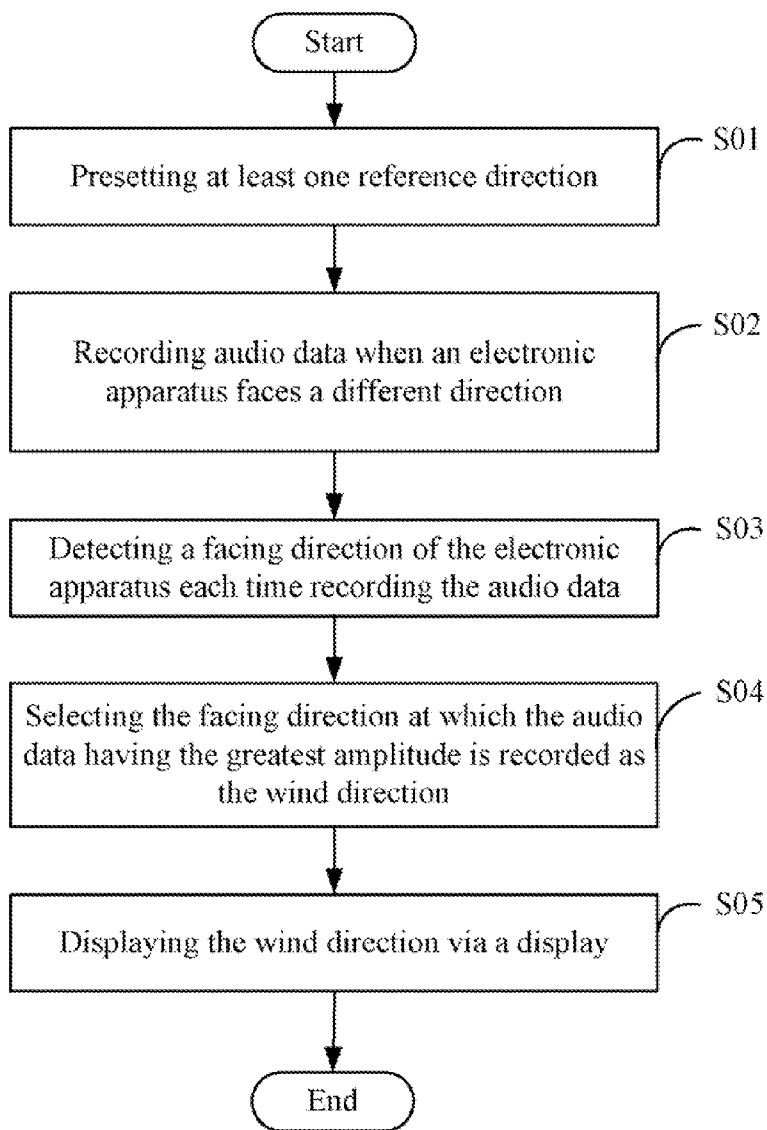 Start
S01
Presetting at least one reference direction
S02
Recording audio data when an electronic
apparatus faces a different direction
S03
Detecting a facing direction of the electronic
apparatus each time recording the audio data
S04
Selecting the facing direction at which the audio
data having the greatest amplitude is recorded as
the wind direction
S05
Displaying the wind direction via a display
End